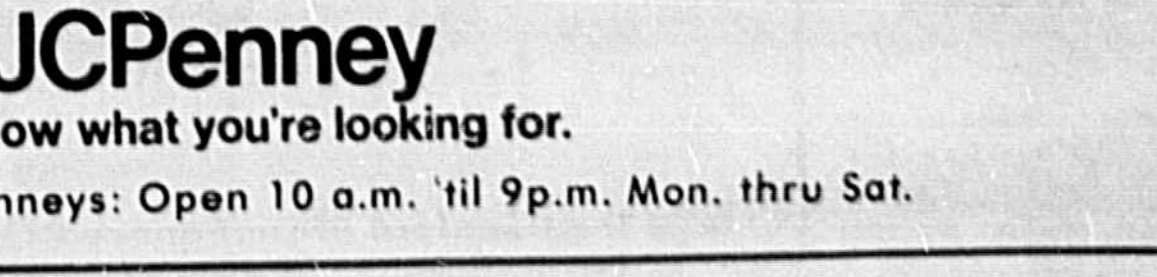 JCPenney
ow what you're looking for.
nneys: Open 10 a.m. 'til 9p.m. Mon. thru Sat.